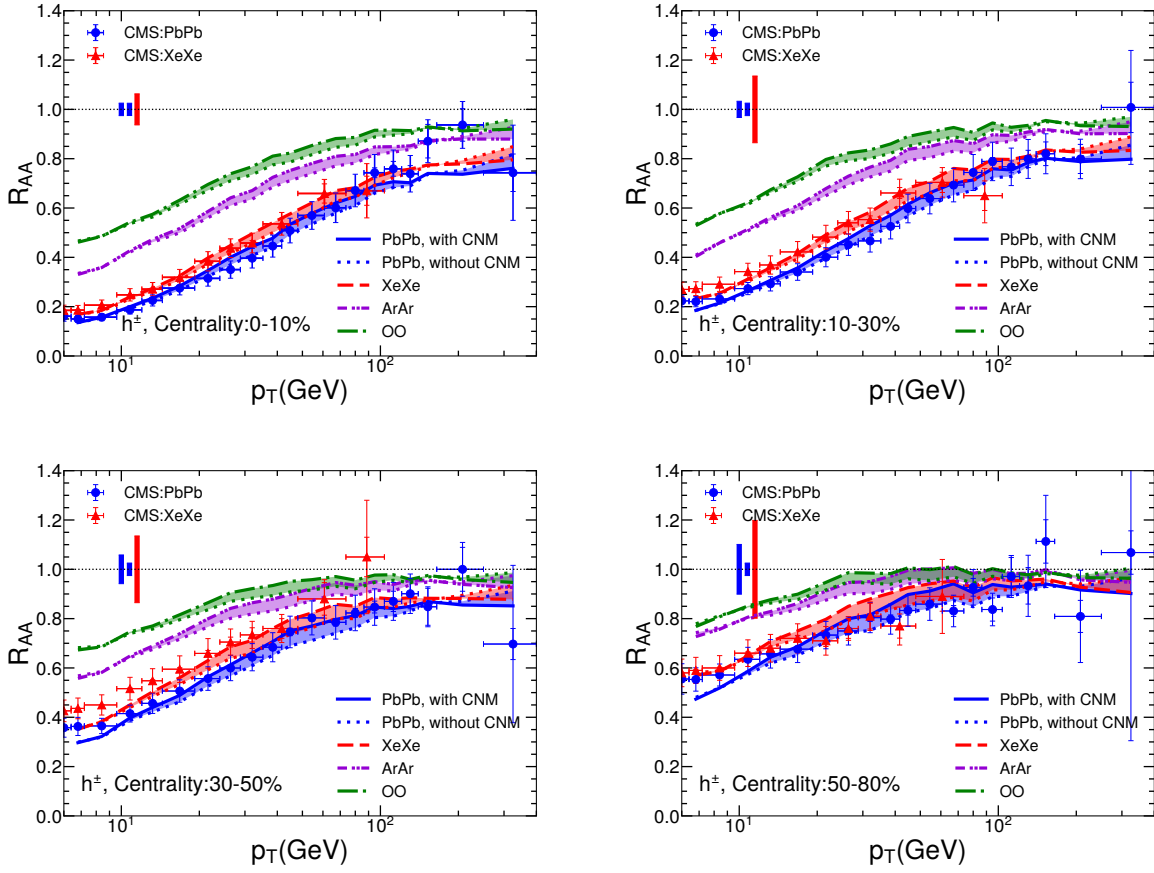 1.4
1.2
1.0
0.8
0.6
0.4
0.2
0.0
R_AA
CMS:PbPb
CMS:XeXe
PbPb, with CNM
PbPb, without CNM
XeXe
ArAr
OO
h±, Centrality:0-10%
10¹
10²
p_T(GeV)
1.4
1.2
1.0
0.8
0.6
0.4
0.2
0.0
R_AA
CMS:PbPb
CMS:XeXe
PbPb, with CNM
PbPb, without CNM
XeXe
ArAr
OO
h±, Centrality:10-30%
10¹
10²
p_T(GeV)
1.4
1.2
1.0
0.8
0.6
0.4
0.2
0.0
R_AA
CMS:PbPb
CMS:XeXe
PbPb, with CNM
PbPb, without CNM
XeXe
ArAr
OO
h±, Centrality:30-50%
10¹
10²
p_T(GeV)
1.4
1.2
1.0
0.8
0.6
0.4
0.2
0.0
R_AA
CMS:PbPb
CMS:XeXe
PbPb, with CNM
PbPb, without CNM
XeXe
ArAr
OO
h±, Centrality:50-80%
10¹
10²
p_T(GeV)